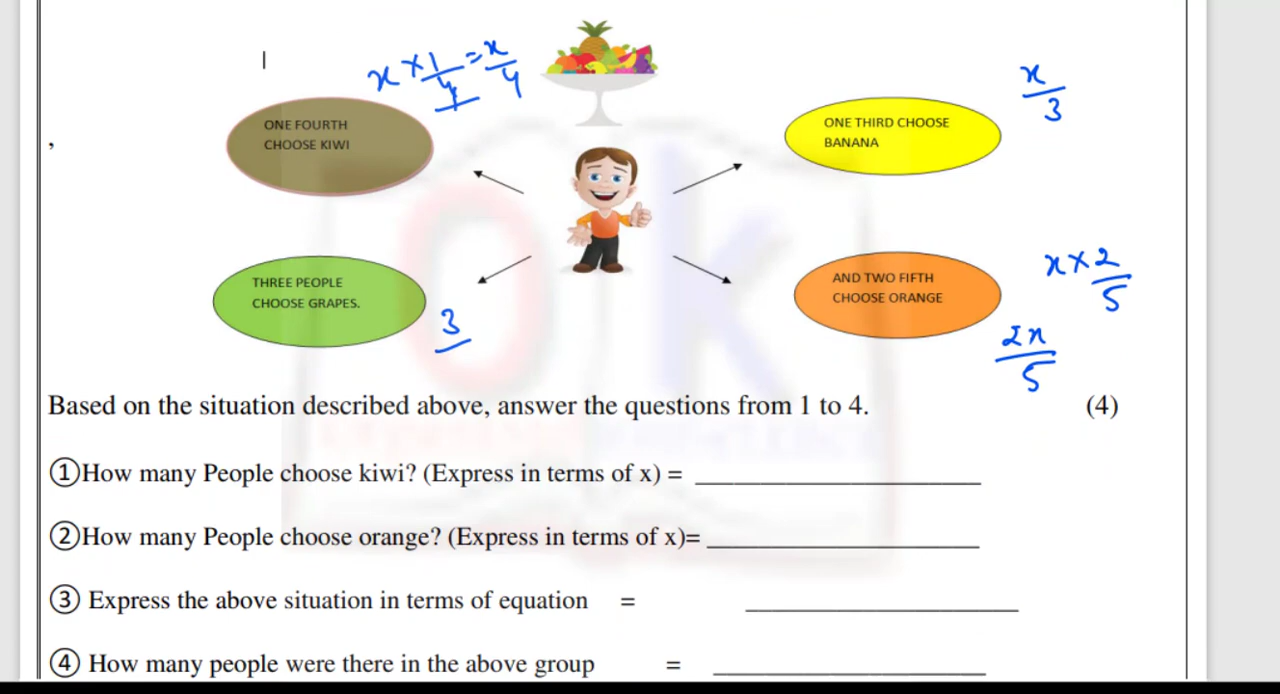 x × 1/4 = x/4
ONE FOURTH
CHOOSE KIWI
ONE THIRD CHOOSE
BANANA
x/3
THREE PEOPLE
CHOOSE GRAPES.
3
AND TWO FIFTH
CHOOSE ORANGE
x × 2/5
2x/5
Based on the situation described above, answer the questions from 1 to 4. (4)
①How many People choose kiwi? (Express in terms of x) = ____________________
②How many People choose orange? (Express in terms of x)= ____________________
③ Express the above situation in terms of equation = ____________________
④ How many people were there in the above group = ____________________